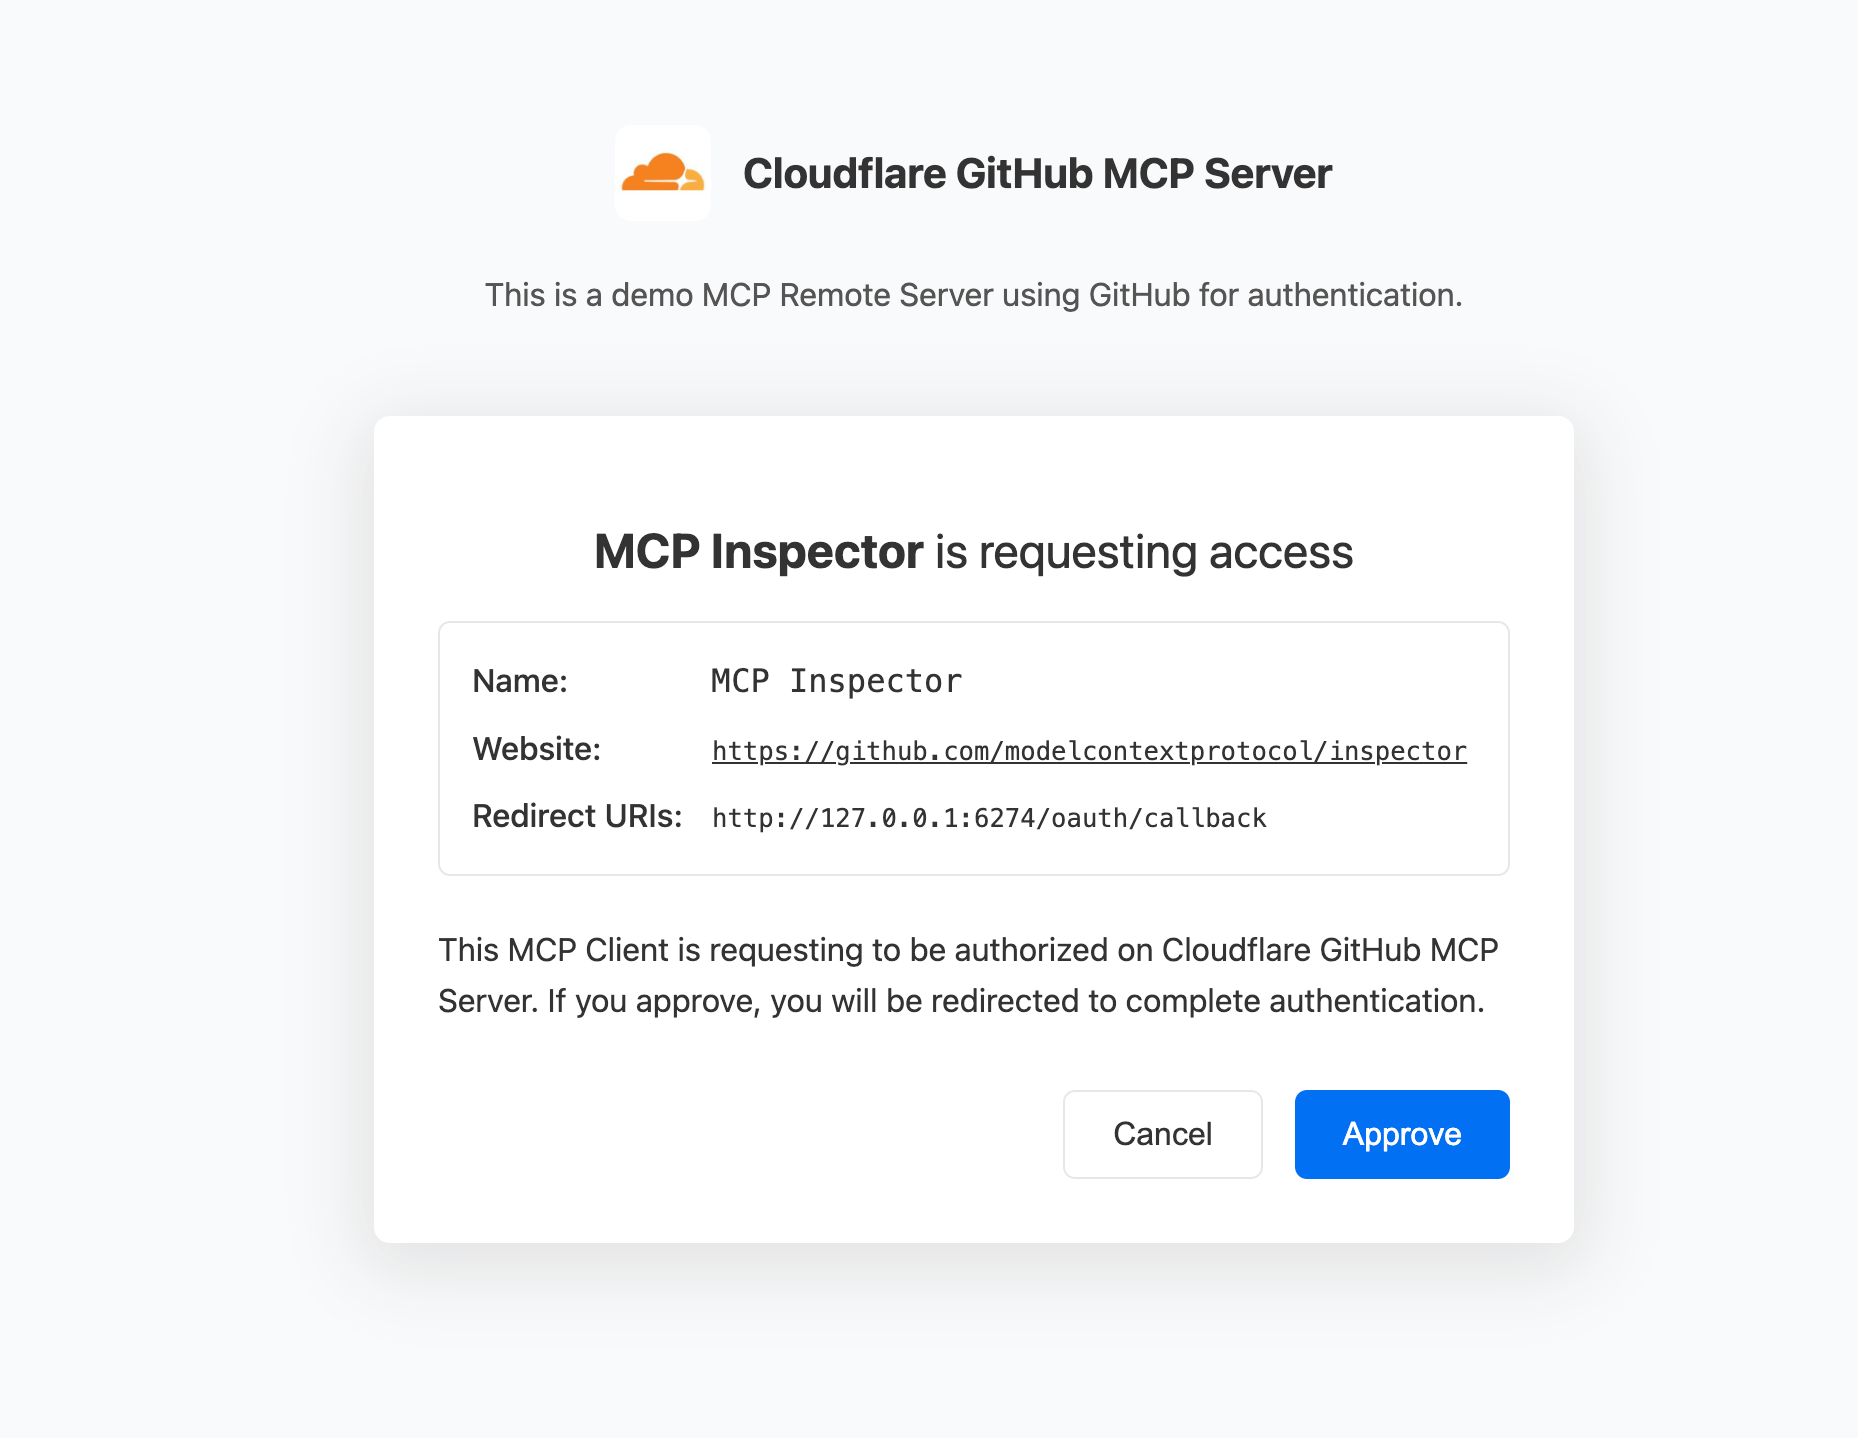 Cloudflare GitHub MCP Server
This is a demo MCP Remote Server using GitHub for authentication.
MCP Inspector is requesting access
Name: MCP Inspector
Website: https://github.com/modelcontextprotocol/inspector
Redirect URIs: http://127.0.0.1:6274/oauth/callback
This MCP Client is requesting to be authorized on Cloudflare GitHub MCP
Server. If you approve, you will be redirected to complete authentication.
Cancel Approve